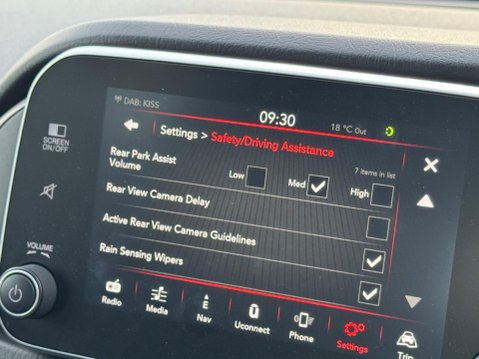 DAB: KISS
09:30
18 °C Out
Settings > Safety/Driving Assistance
SCREEN
ON/OFF
7 items in list
Rear Park Assist
Volume
Low
Med
High
Rear View Camera Delay
Active Rear View Camera Guidelines
Rain Sensing Wipers
VOLUME
Radio
Media
E
Nav
Uconnect
Phone
Settings
Trip